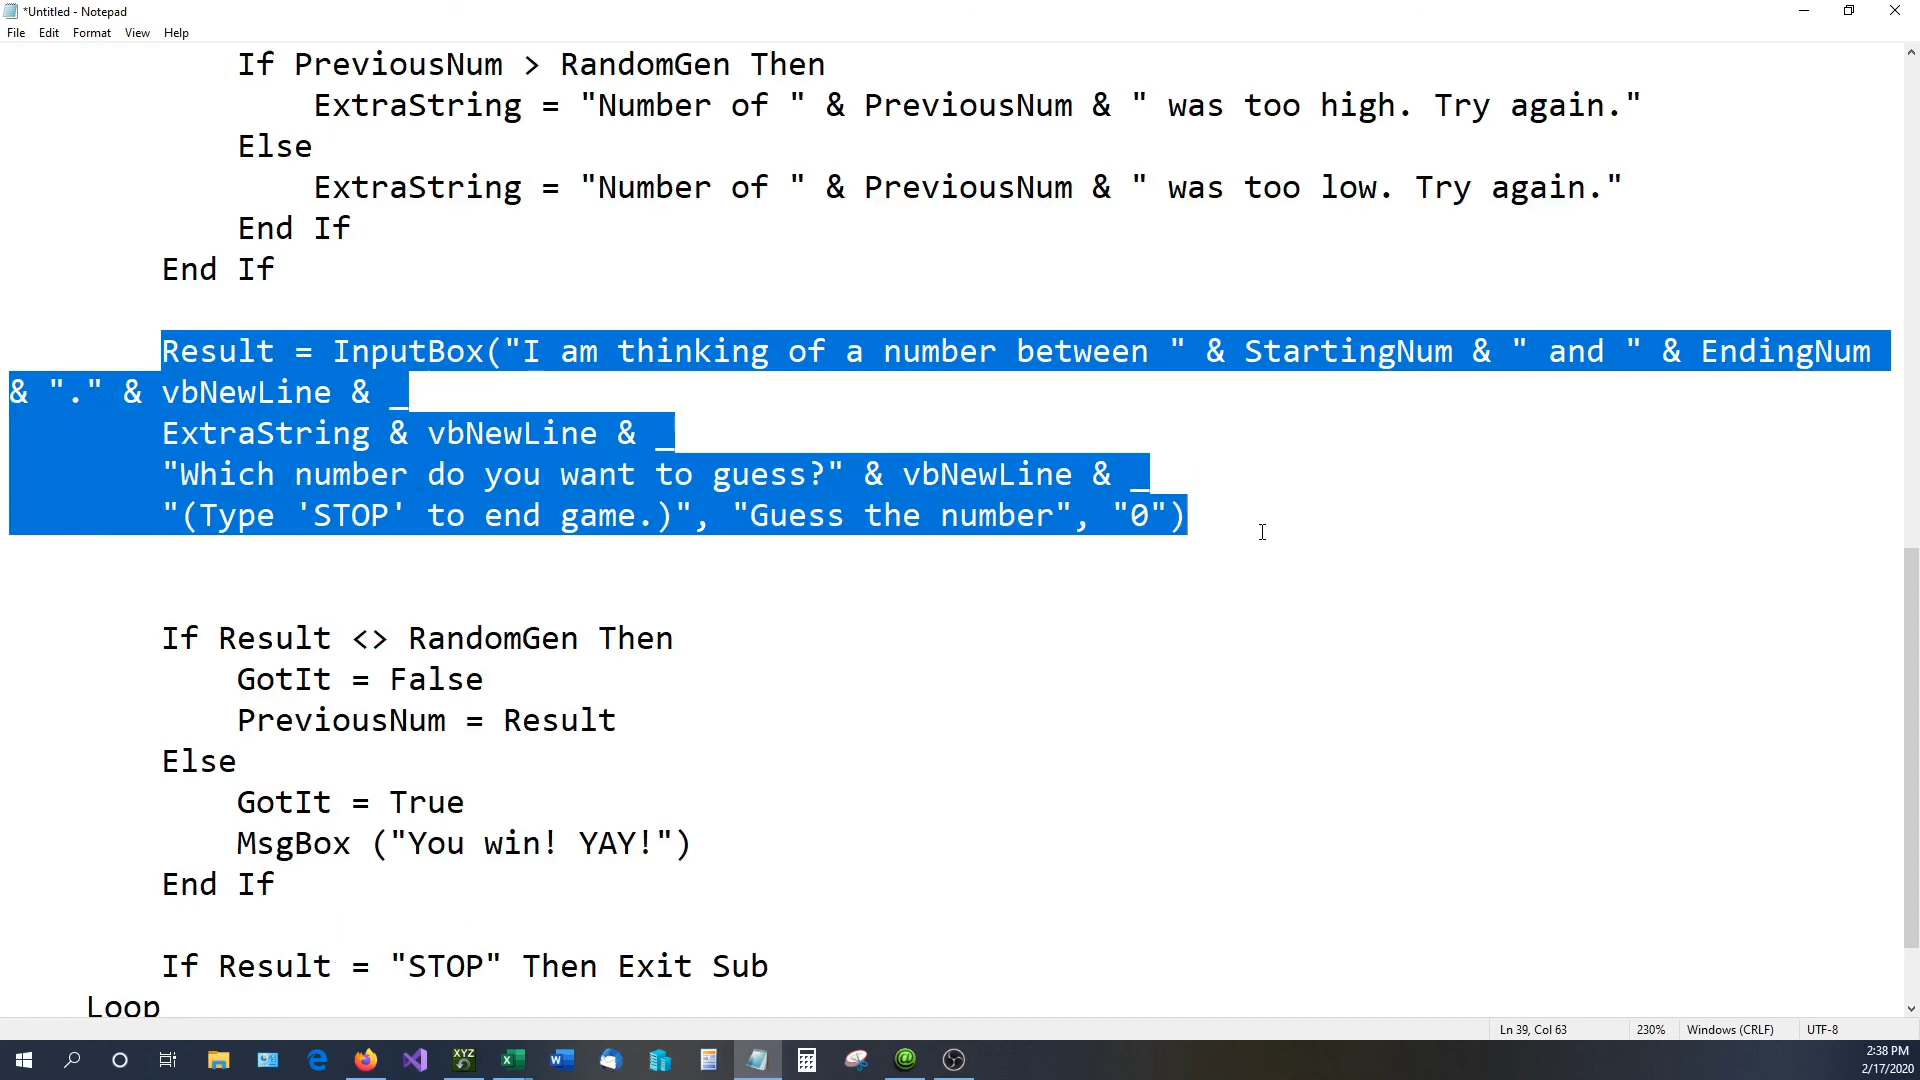 *Untitled - Notepad
File Edit Format View Help
If PreviousNum > RandomGen Then
ExtraString = "Number of " & PreviousNum & " was too high. Try again."
Else
ExtraString = "Number of " & PreviousNum & " was too low. Try again."
End If
End If
Result = InputBox("I am thinking of a number between " & StartingNum & " and " & EndingNum
& "." & vbNewLine & _
ExtraString & vbNewLine & _
"Which number do you want to guess?" & vbNewLine & _
"(Type 'STOP' to end game.)", "Guess the number", "0")
If Result <> RandomGen Then
GotIt = False
PreviousNum = Result
Else
GotIt = True
MsgBox ("You win! YAY!")
End If
If Result = "STOP" Then Exit Sub
Loop
Ln 39, Col 63 230% Windows (CRLF) UTF-8
XYZ
2:38 PM
2/17/2020